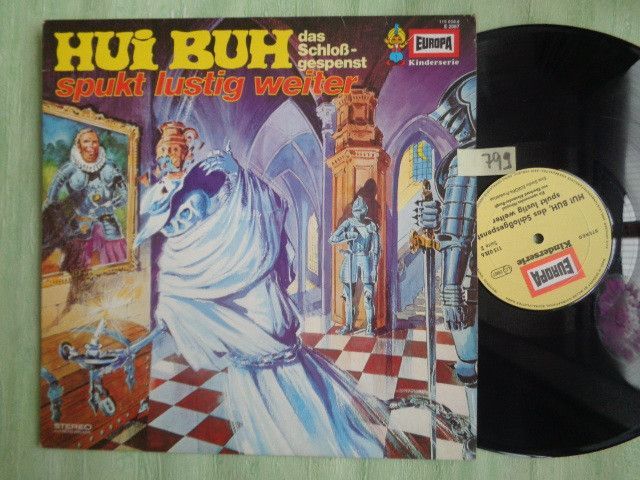 HUI BUH
das
Schloß-
gespenst
spukt lustig weiter
EUROPA
Kinderserie
STEREO
799
HUI BUH, das Schloßgespenst
spukt lustig weiter
STEREO
EUROPA
Kinderserie